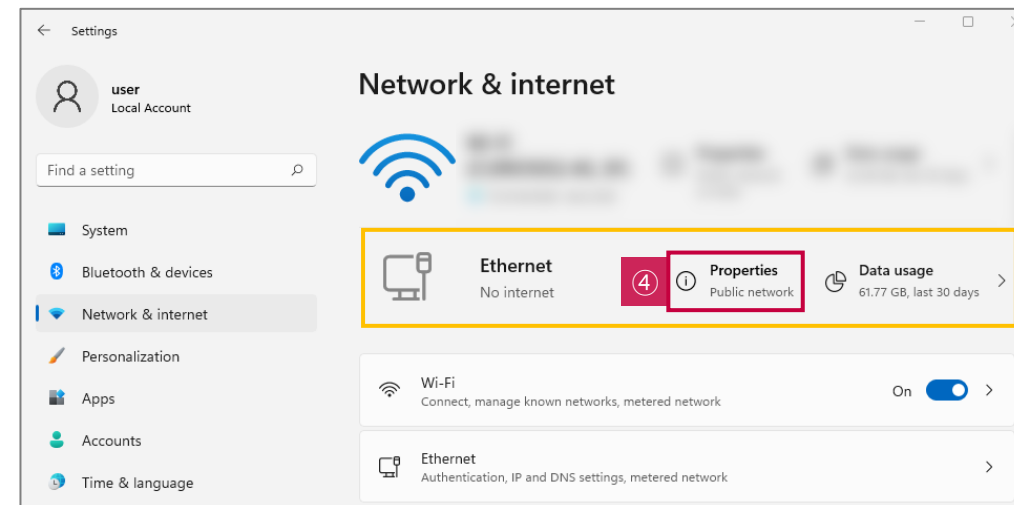 Settings
user
Local Account
Network & internet
Find a setting
System
Bluetooth & devices
Network & internet
Personalization
Apps
Accounts
Time & language
Ethernet
No internet
④
Properties
Public network
Data usage
61.77 GB, last 30 days
Wi-Fi
Connect, manage known networks, metered network
On
Ethernet
Authentication, IP and DNS settings, metered network